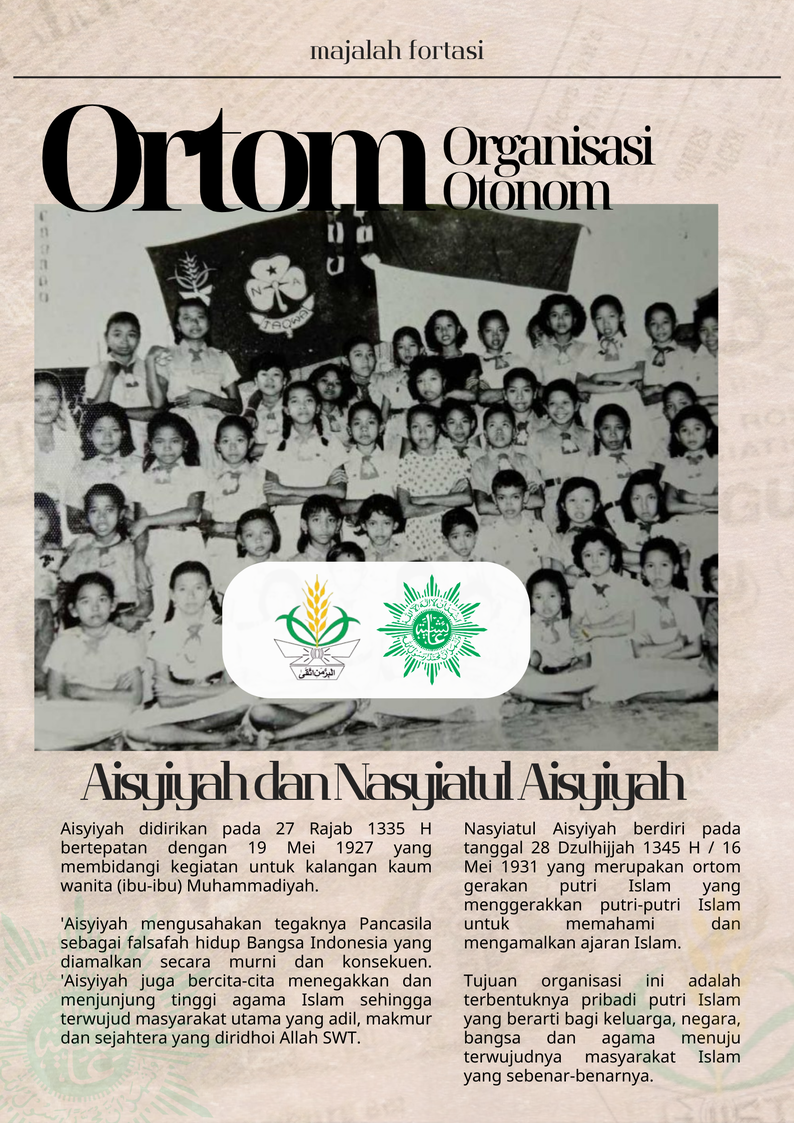 majalah fortasi
Ortom
Organisasi
Otonom
N A
TAQWA
Aisyiyah dan Nasyiatul Aisyiyah
Aisyiyah didirikan pada 27 Rajab 1335 H
bertepatan dengan 19 Mei 1927 yang
membidangi kegiatan untuk kalangan kaum
wanita (ibu-ibu) Muhammadiyah.
'Aisyiyah mengusahakan tegaknya Pancasila
sebagai falsafah hidup Bangsa Indonesia yang
diamalkan secara murni dan konsekuen.
'Aisyiyah juga bercita-cita menegakkan dan
menjunjung tinggi agama Islam sehingga
terwujud masyarakat utama yang adil, makmur
dan sejahtera yang diridhoi Allah SWT.
Nasyiatul Aisyiyah berdiri pada
tanggal 28 Dzulhijjah 1345 H / 16
Mei 1931 yang merupakan ortom
gerakan putri Islam yang
menggerakkan putri-putri Islam
untuk memahami dan
mengamalkan ajaran Islam.
Tujuan organisasi ini adalah
terbentuknya pribadi putri Islam
yang berarti bagi keluarga, negara,
bangsa dan agama menuju
terwujudnya masyarakat Islam
yang sebenar-benarnya.